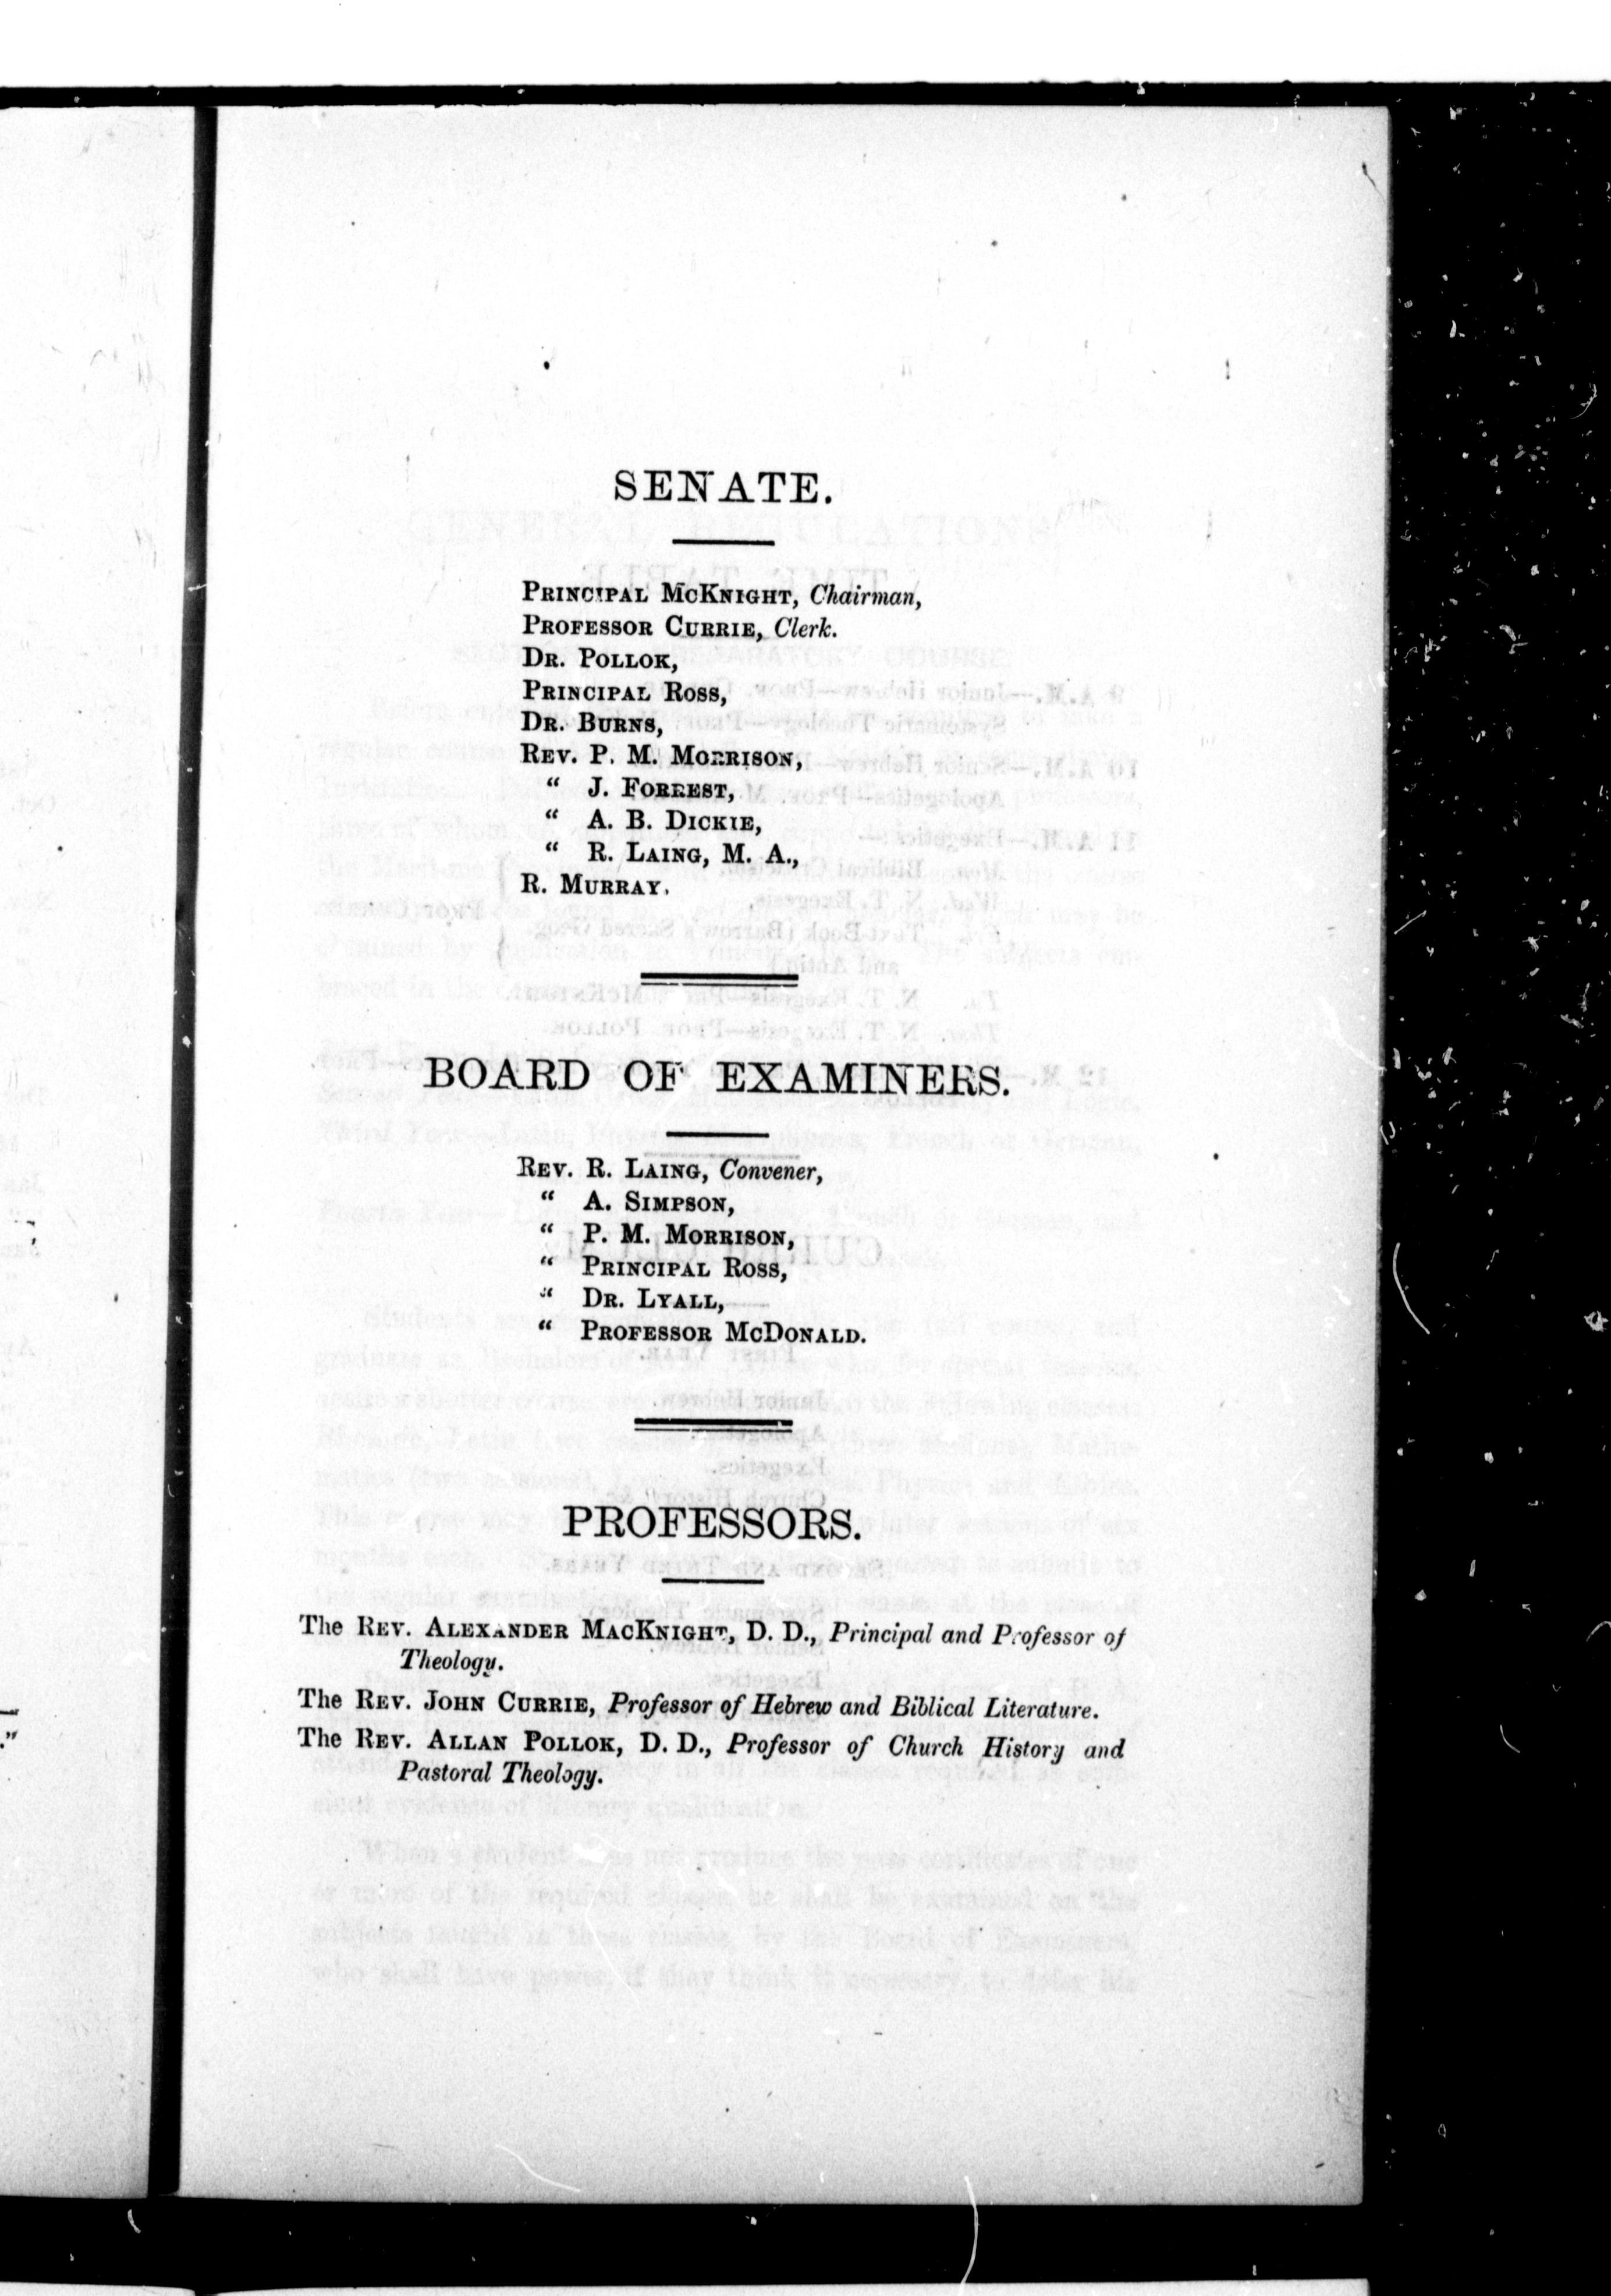 SENATE.
PRINCIPAL MCKNIGHT, Chairman,
PROFESSOR CURRIE, Clerk.
DR. POLLOK,
PRINCIPAL ROSS,
DR. BURNS,
REV. P. M. MORRISON,
“ J. FORREST,
“ A. B. DICKIE,
“ R. LAING, M. A.,
R. MURRAY.
BOARD OF EXAMINERS.
REV. R. LAING, Convener,
“ A. SIMPSON,
“ P. M. MORRISON,
“ PRINCIPAL ROSS,
“ DR. LYALL,
“ PROFESSOR MCDONALD.
PROFESSORS.
The REV. ALEXANDER MACKNIGHT, D. D., Principal and Professor of
Theology.
The REV. JOHN CURRIE, Professor of Hebrew and Biblical Literature.
The REV. ALLAN POLLOK, D. D., Professor of Church History and
Pastoral Theology.